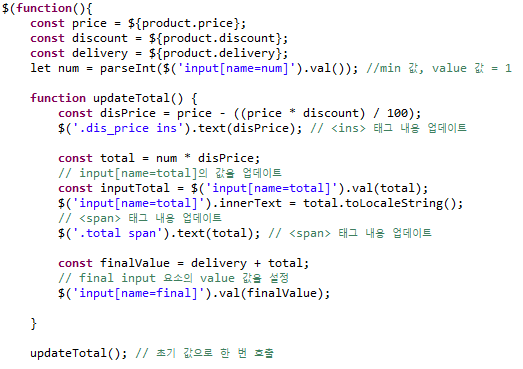 $(function(){
    const price = ${product.price};
    const discount = ${product.discount};
    const delivery = ${product.delivery};
    let num = parseInt($('input[name=num]').val()); //min 값, value 값 = 1

    function updateTotal() {
        const disPrice = price - ((price * discount) / 100);
        $('.dis_price ins').text(disPrice); // <ins> 태그 내용 업데이트

        const total = num * disPrice;
        // input[name=total]의 값을 업데이트
        const inputTotal = $('input[name=total]').val(total);
        $('input[name=total]').innerText = total.toLocaleString();
        // <span> 태그 내용 업데이트
        $('.total span').text(total); // <span> 태그 내용 업데이트

        const finalValue = delivery + total;
        // final input 요소의 value 값을 설정
        $('input[name=final]').val(finalValue);

    }

    updateTotal(); // 초기 값으로 한 번 호출